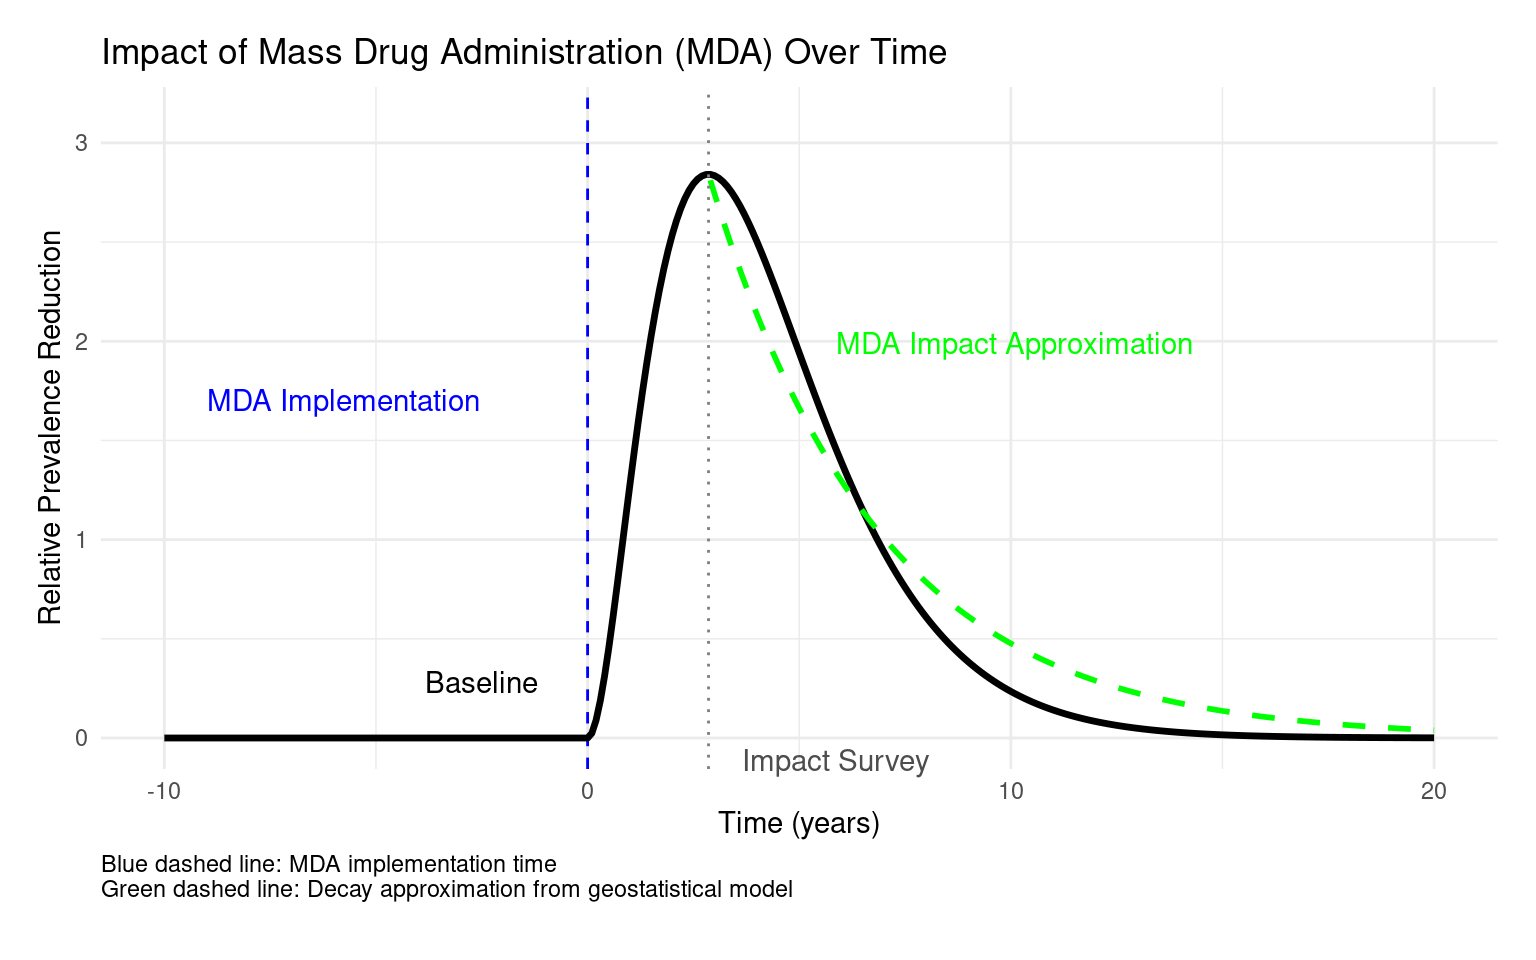 Impact of Mass Drug Administration (MDA) Over Time
Relative Prevalence Reduction
3
2
1
0
MDA Implementation
MDA Impact Approximation
Baseline
Impact Survey
-10
0
10
20
Time (years)
Blue dashed line: MDA implementation time
Green dashed line: Decay approximation from geostatistical model